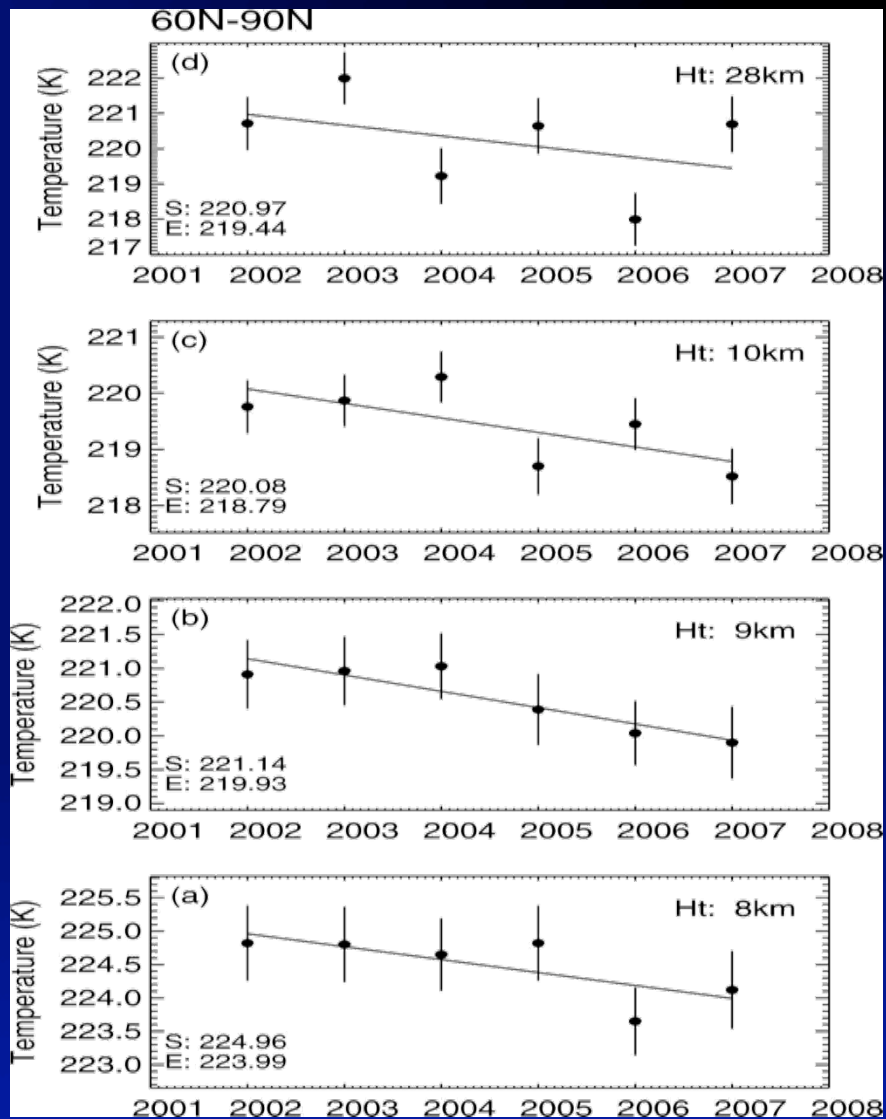 60N-90N
(d)
Ht: 28km
Temperature (K)
222
221
220
219
218
217
S: 220.97
E: 219.44
2001 2002 2003 2004 2005 2006 2007 2008
(c)
Ht: 10km
Temperature (K)
221
220
219
218
S: 220.08
E: 218.79
2001 2002 2003 2004 2005 2006 2007 2008
(b)
Ht: 9km
Temperature (K)
222.0
221.5
221.0
220.5
220.0
219.5
219.0
S: 221.14
E: 219.93
2001 2002 2003 2004 2005 2006 2007 2008
(a)
Ht: 8km
Temperature (K)
225.5
225.0
224.5
224.0
223.5
223.0
S: 224.96
E: 223.99
2001 2002 2003 2004 2005 2006 2007 2008